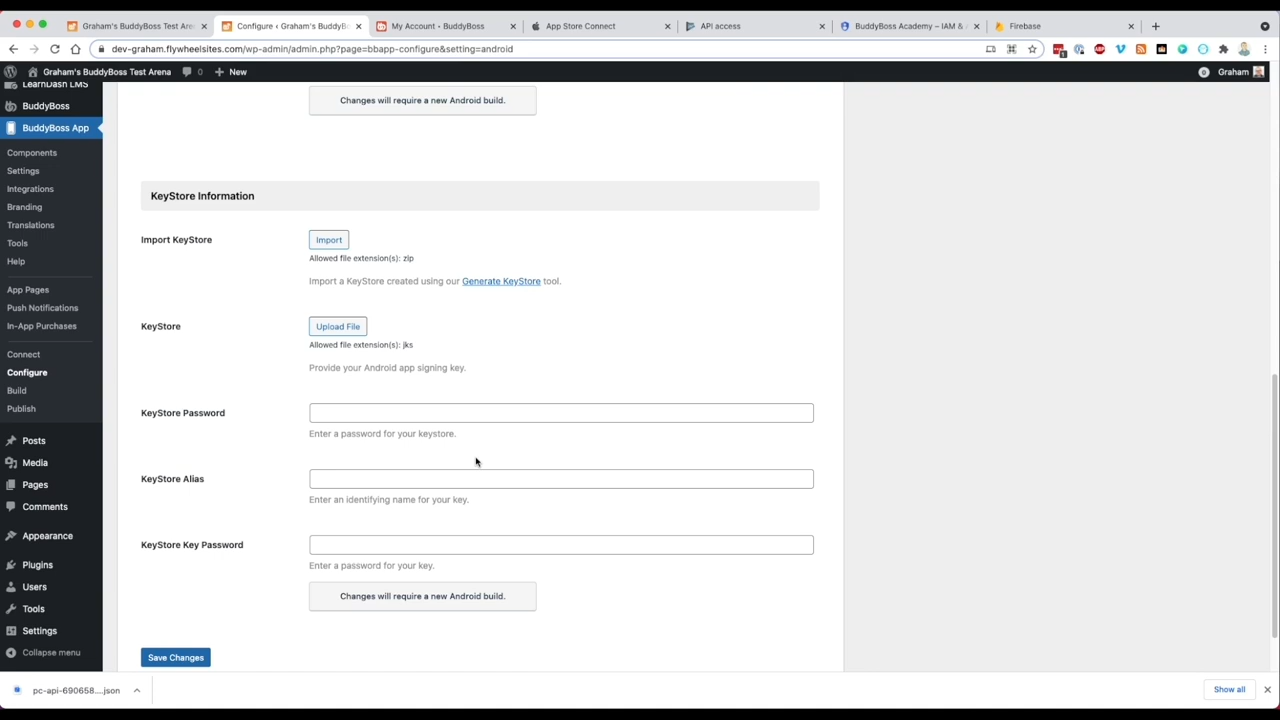 Graham's BuddyBoss Test Aren
Configure ‹ Graham's BuddyB
My Account - BuddyBoss
App Store Connect
API access
BuddyBoss Academy – IAM &
Firebase
dev-graham.flywheelsites.com/wp-admin/admin.php?page=bbapp-configure&setting=android
Graham's BuddyBoss Test Arena
0
New
Graham
LearnDash LMS
BuddyBoss
BuddyBoss App
Components
Settings
Integrations
Branding
Translations
Tools
Help
App Pages
Push Notifications
In-App Purchases
Connect
Configure
Build
Publish
Posts
Media
Pages
Comments
Appearance
Plugins
Users
Tools
Settings
Collapse menu
Changes will require a new Android build.
KeyStore Information
Import KeyStore
Import
Allowed file extension(s): zip
Import a KeyStore created using our Generate KeyStore tool.
KeyStore
Upload File
Allowed file extension(s): jks
Provide your Android app signing key.
KeyStore Password
Enter a password for your keystore.
KeyStore Alias
Enter an identifying name for your key.
KeyStore Key Password
Enter a password for your key.
Changes will require a new Android build.
Save Changes
pc-api-690658....json
Show all